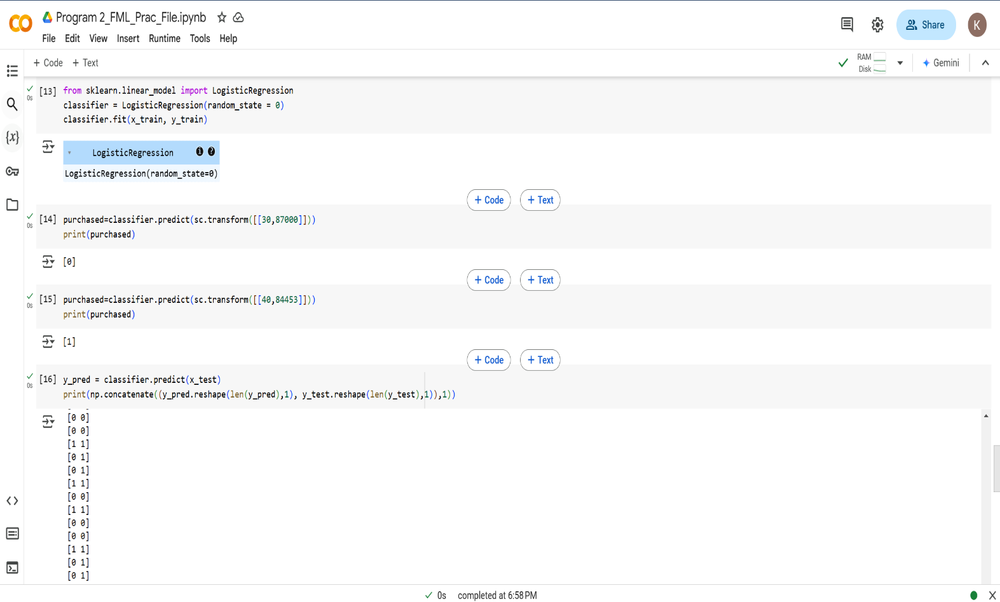 Program 2_FML_Prac_File.ipynb
File Edit View Insert Runtime Tools Help
Share
K
+ Code + Text
RAM
Disk
Gemini
[13] from sklearn.linear_model import LogisticRegression
0s
classifier = LogisticRegression(random_state = 0)
classifier.fit(x_train, y_train)
{x}
LogisticRegression i ?
LogisticRegression(random_state=0)
+ Code + Text
[14] purchased=classifier.predict(sc.transform([[30,87000]]))
0s
print(purchased)
[0]
+ Code + Text
[15] purchased=classifier.predict(sc.transform([[40,84453]]))
0s
print(purchased)
[1]
+ Code + Text
[16] y_pred = classifier.predict(x_test)
0s
print(np.concatenate((y_pred.reshape(len(y_pred),1), y_test.reshape(len(y_test),1)),1))
[0 0]
[0 0]
[1 1]
[0 1]
[0 1]
[1 1]
[0 0]
[1 1]
[0 0]
[0 0]
[1 1]
[0 1]
[0 1]
0s completed at 6:58 PM